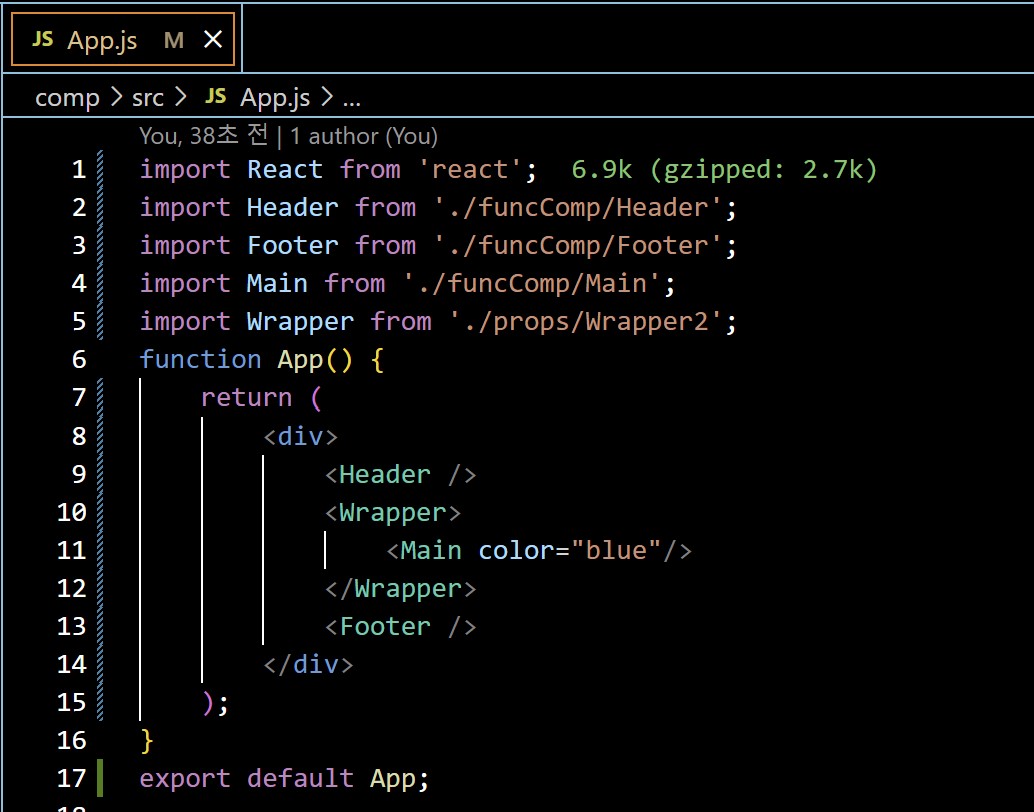 JS App.js M X
comp > src > JS App.js > ...
You, 38초 전 | 1 author (You)
1 import React from 'react'; 6.9k (gzipped: 2.7k)
2 import Header from './funcComp/Header';
3 import Footer from './funcComp/Footer';
4 import Main from './funcComp/Main';
5 import Wrapper from './props/Wrapper2';
6 function App() {
7     return (
8         <div>
9             <Header />
10             <Wrapper>
11                 <Main color="blue"/>
12             </Wrapper>
13             <Footer />
14         </div>
15     );
16 }
17 export default App;
18